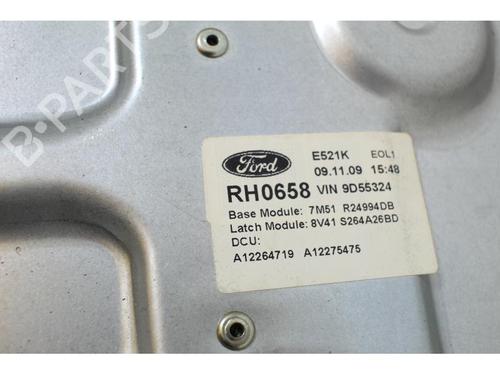 B-PARTS
Ford
E521K EOL1
09.11.09 15:48
RH0658 VIN 9D55324
Base Module: 7M51 R24994DB
Latch Module: 8V41 S264A26BD
DCU:
A12264719 A12275475